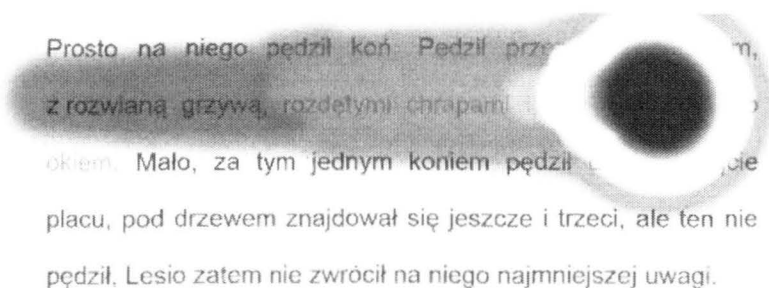 Prosto na niego pędził koń. Pędził
z rozwianą grzywą, rozdętymi chrapami
okiem. Mało, za tym jednym koniem pędził
placu, pod drzewem znajdował się jeszcze i trzeci, ale ten nie
pędził, Lesio zatem nie zwrócił na niego najmniejszej uwagi.